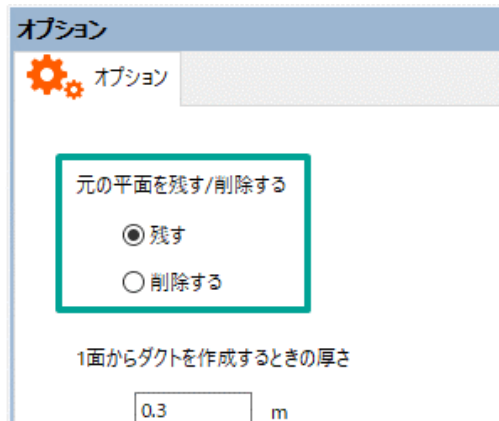 オプション
オプション
元の平面を残す/削除する
残す
削除する
1面からダクトを作成するときの厚さ
0.3 m